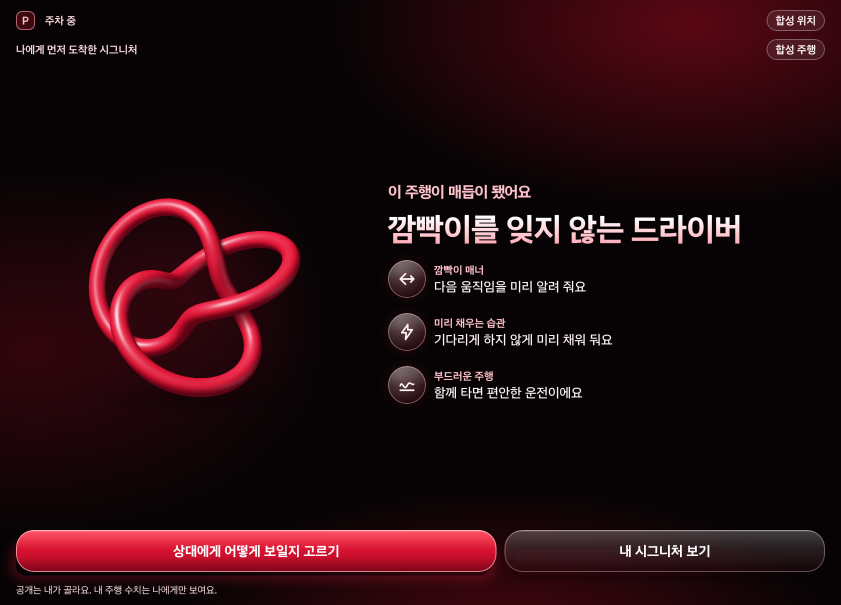 P 주차 중
합성 위치
나에게 먼저 도착한 시그니처
합성 주행
이 주행이 매듭이 됐어요
깜빡이를 잊지 않는 드라이버
깜빡이 매너
다음 움직임을 미리 알려 줘요
미리 채우는 습관
기다리게 하지 않게 미리 채워 둬요
부드러운 주행
함께 타면 편안한 운전이에요
상대에게 어떻게 보일지 고르기
내 시그니처 보기
공개는 내가 골라요. 내 주행 수치는 나에게만 보여요.